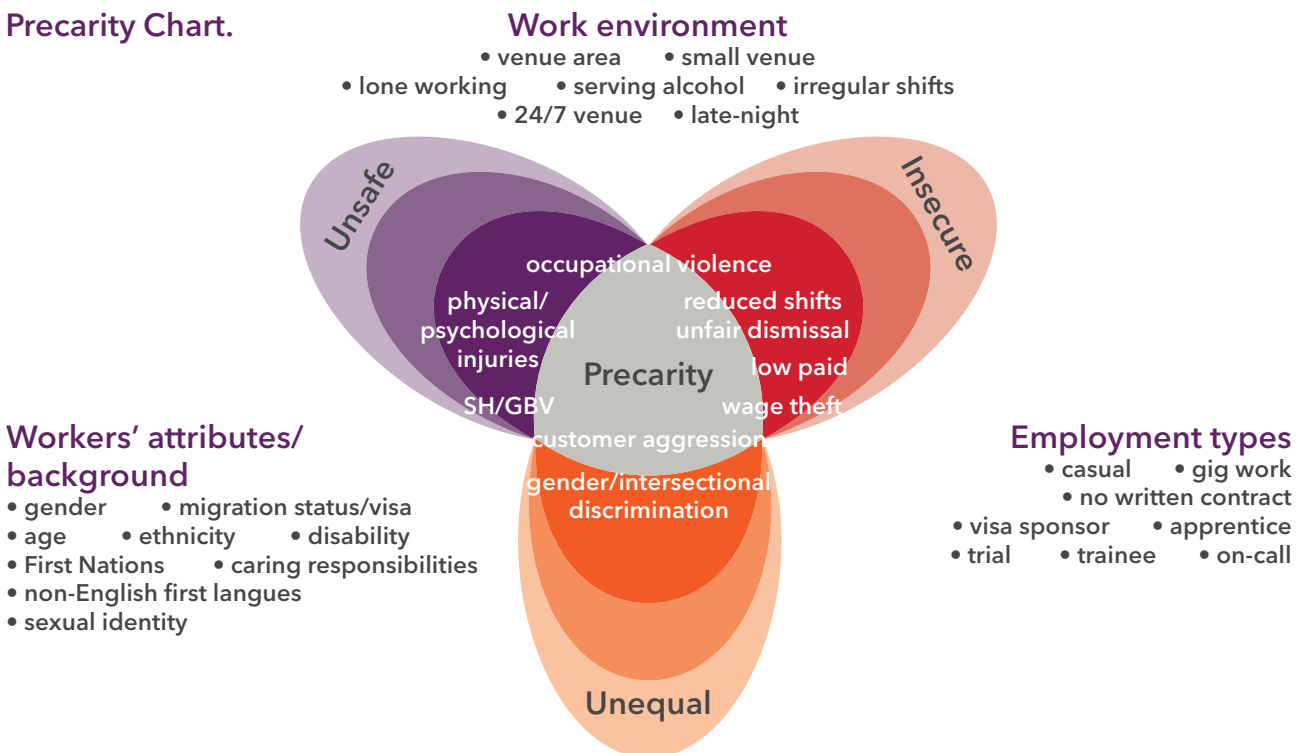 Precarity Chart.
Work environment
• venue area • small venue
• lone working • serving alcohol • irregular shifts
• 24/7 venue • late-night
Unsafe
Insecure
occupational violence
physical/
psychological
injuries
reduced shifts
unfair dismissal
low paid
Precarity
SH/GBV
wage theft
customer aggression
gender/intersectional
discrimination
Workers’ attributes/
background
• gender • migration status/visa
• age • ethnicity • disability
• First Nations • caring responsibilities
• non-English first langues
• sexual identity
Employment types
• casual • gig work
• no written contract
• visa sponsor • apprentice
• trial • trainee • on-call
Unequal